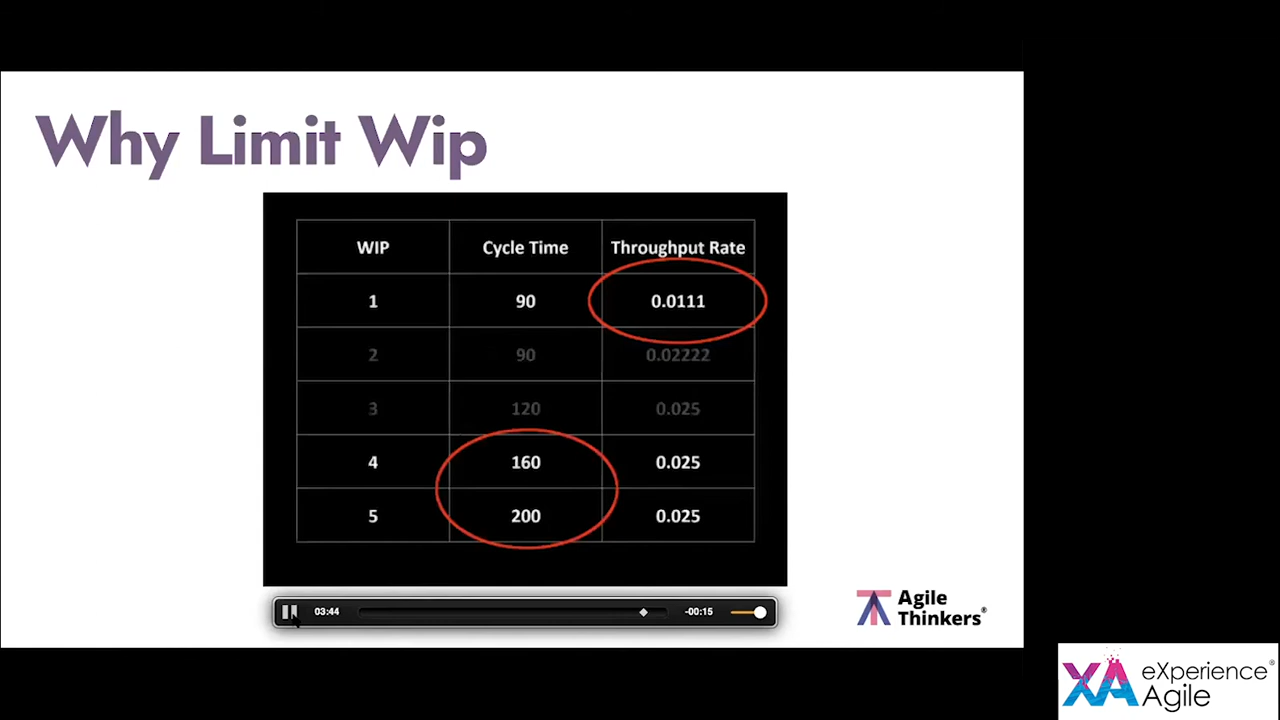 Why Limit Wip
WIP Cycle Time Throughput Rate
1 90 0.0111
2 90 0.02222
3 120 0.025
4 160 0.025
5 200 0.025
03:44 -00:15
Agile
Thinkers®
XA eXperience®
Agile